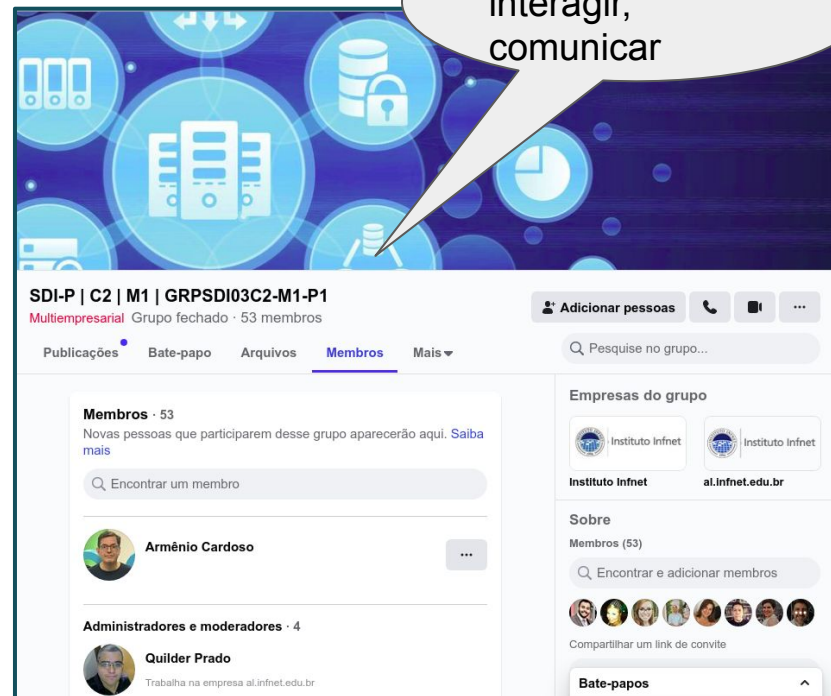 interagir,
comunicar
SDI-P | C2 | M1 | GRPSDI03C2-M1-P1
Multiempresarial Grupo fechado · 53 membros
Adicionar pessoas
Publicações Bate-papo Arquivos Membros Mais
Pesquise no grupo...
Membros · 53
Novas pessoas que participarem desse grupo aparecerão aqui. Saiba
mais
Encontrar um membro
Armênio Cardoso
Administradores e moderadores · 4
Quilder Prado
Trabalha na empresa al.infnet.edu.br
Empresas do grupo
Instituto Infnet Instituto Infnet
Instituto Infnet al.infnet.edu.br
Sobre
Membros (53)
Encontrar e adicionar membros
Compartilhar um link de convite
Bate-papos